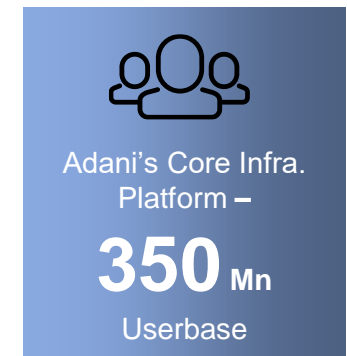 Adani's Core Infra.
Platform –
350 Mn
Userbase